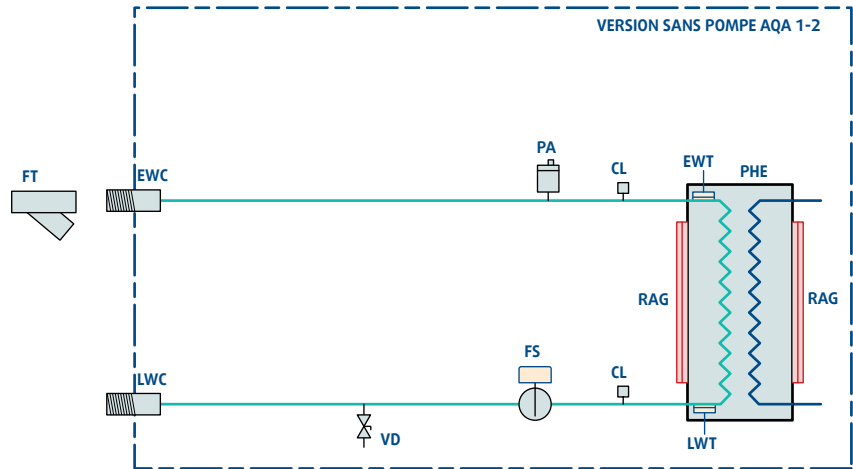 VERSION SANS POMPE AQA 1-2
PA
CL
EWT
PHE
FT
EWC
RAG
RAG
FS
CL
LWC
VD
LWT